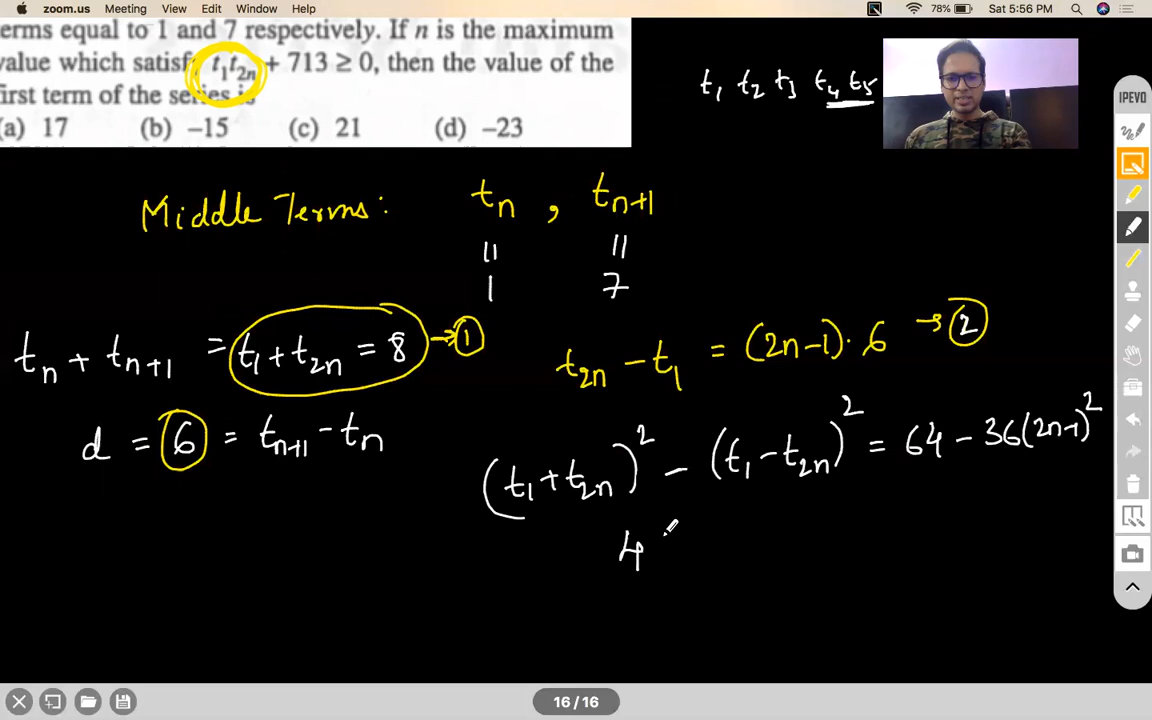 zoom.us Meeting View Edit Window Help 78% Sat 5:56 PM
erms equal to 1 and 7 respectively. If n is the maximum
value which satisf t₁t₂ₙ + 713 ≥ 0, then the value of the
first term of the series i
(a) 17 (b) −15 (c) 21 (d) −23
t₁ t₂ t₃ t₄ t₅
IPEVO
Middle Terms: tₙ , tₙ₊₁
|| ||
1 7
tₙ + tₙ₊₁ = t₁ + t₂ₙ = 8 → ①
t₂ₙ − t₁ = (2n−1)·6 → ②
d = 6 = tₙ₊₁ − tₙ
(t₁ + t₂ₙ)² − (t₁ − t₂ₙ)² = 64 − 36(2n−1)²
4
16 / 16